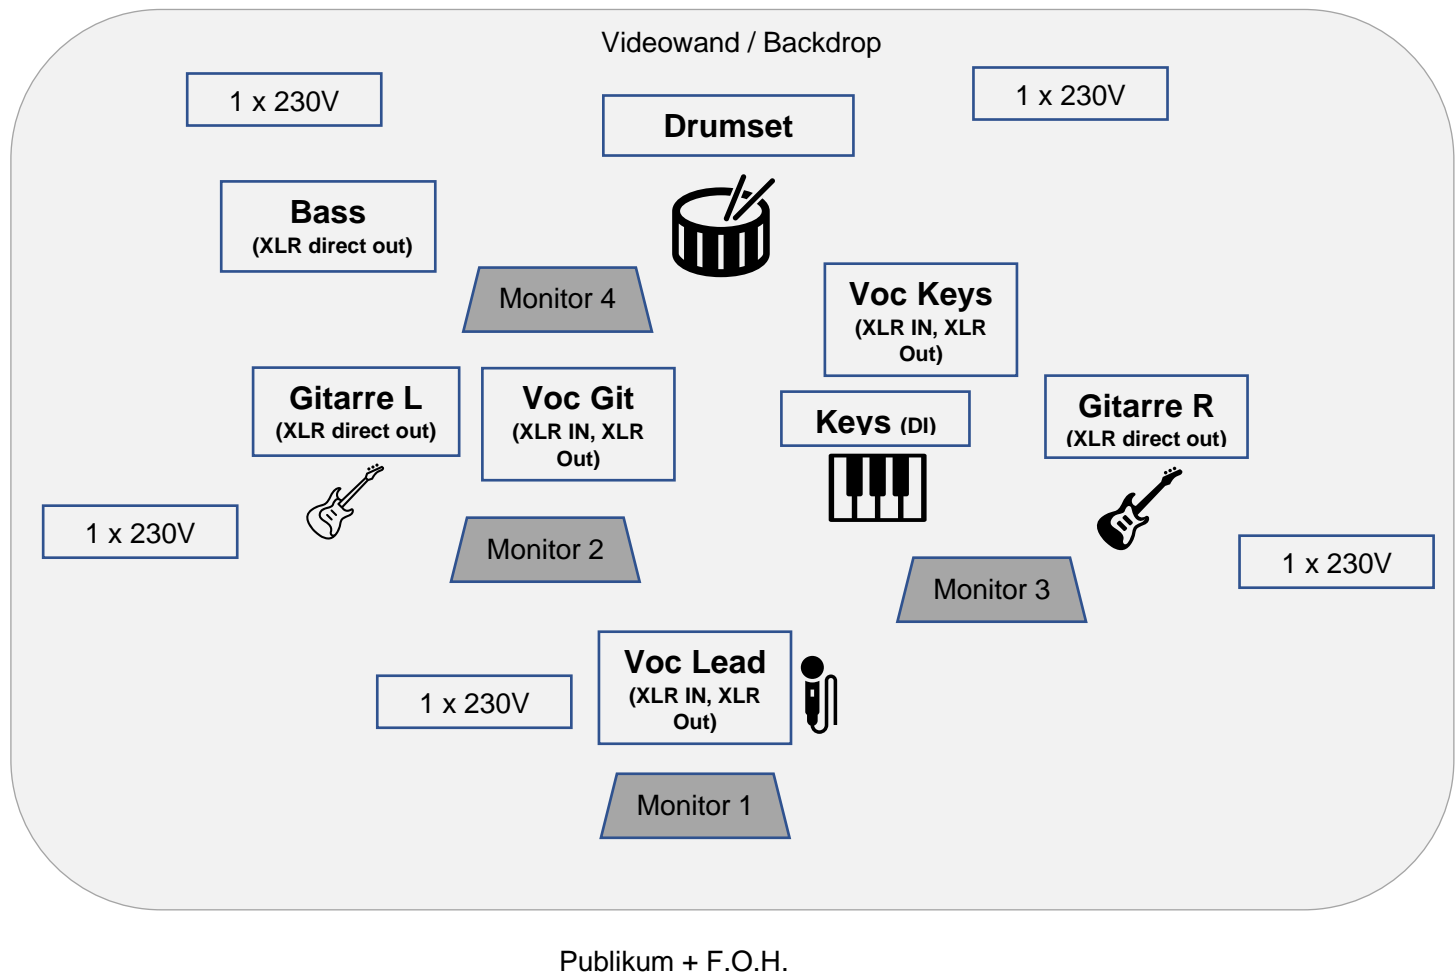 Videowand / Backdrop
1 x 230V
1 x 230V
Drumset
Bass
(XLR direct out)
Monitor 4
Voc Keys
(XLR IN, XLR
Out)
Gitarre L
(XLR direct out)
Voc Git
(XLR IN, XLR
Out)
Keys (DI)
Gitarre R
(XLR direct out)
1 x 230V
Monitor 2
1 x 230V
Monitor 3
Voc Lead
(XLR IN, XLR
Out)
1 x 230V
Monitor 1
Publikum + F.O.H.